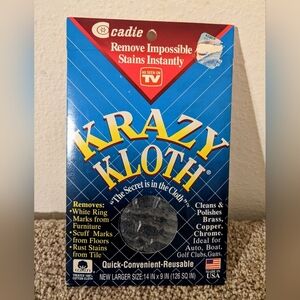 Cadie
Remove Impossible
Stains Instantly
AS SEEN ON
TV
KRAZY
KLOTH®
"The Secret is in the Cloth"
Removes:
•White Ring
Marks from
Furniture
•Scuff Marks
from Floors
•Rust Stains
from Tile
Cleans &
Polishes
Brass,
Copper,
Chrome.
Ideal for
Auto, Boat,
Golf Clubs, Guns.
Quick-Convenient-Reusable
NEW LARGER SIZE: 14 IN x 9 IN (126 SQ IN)
MADE IN
USA